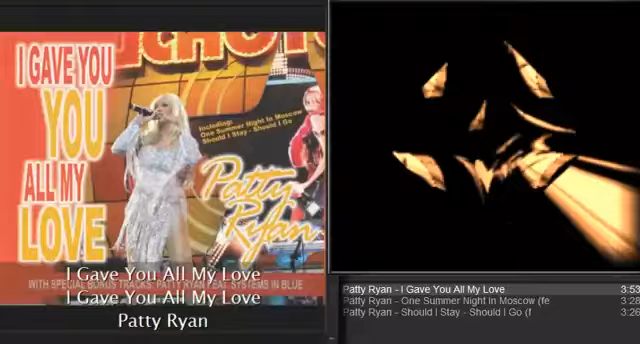 I GAVE YOU
YOU
ALL MY
LOVE
Including:
One Summer Night In Moscow
Should I Stay - Should I Go
Patty
Ryan
WITH SPECIAL BONUS TRACKS: PATTY RYAN FEAT. SYSTEMS IN BLUE
I Gave You All My Love
I Gave You All My Love
Patty Ryan
Patty Ryan - I Gave You All My Love 3:53
Patty Ryan - One Summer Night In Moscow (fe 3:28
Patty Ryan - Should I Stay - Should I Go (f 3:26